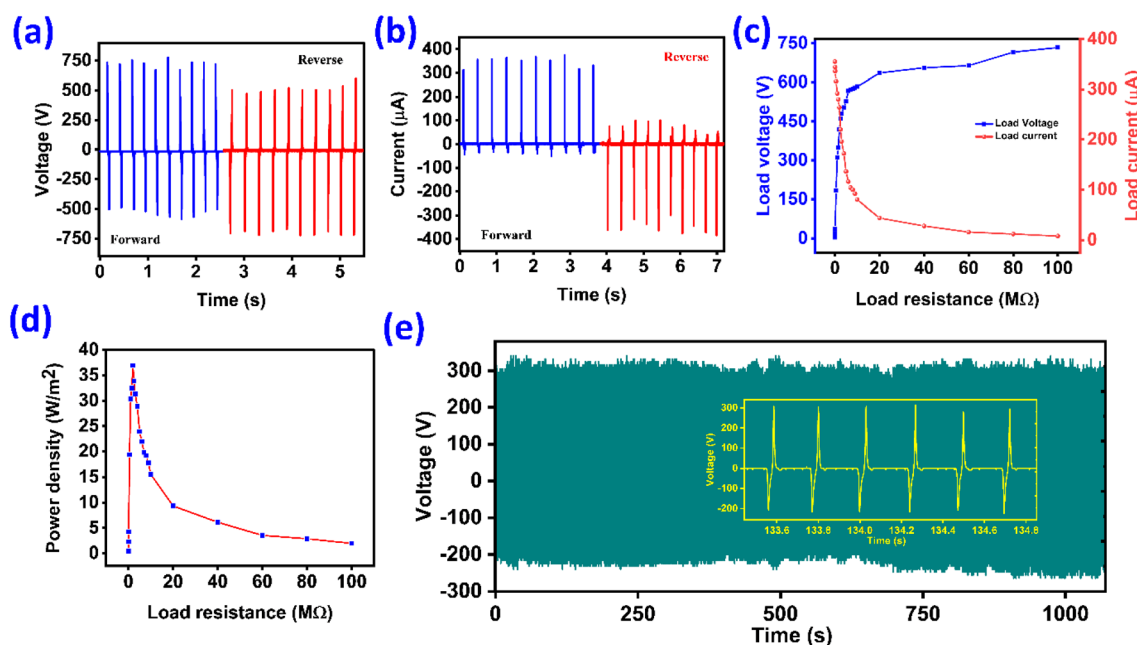 (a)
750
500
250
0
-250
-500
-750
Voltage (V)
Reverse
Forward
0 1 2 3 4 5
Time (s)
(b)
400
300
200
100
0
-100
-200
-300
-400
Current (μA)
Reverse
Forward
0 1 2 3 4 5 6 7
Time (s)
(c)
750
600
450
300
150
0
Load voltage (V)
Load Voltage
Load current
400
300
200
100
0
Load current (μA)
0 20 40 60 80 100
Load resistance (MΩ)
(d)
40
35
30
25
20
15
10
5
0
Power density (W/m2)
0 20 40 60 80 100
Load resistance (MΩ)
(e)
300
200
100
0
-100
-200
-300
Voltage (V)
300
200
100
0
-100
-200
Voltage (V)
133.6 133.8 134.0 134.2 134.4 134.6 134.8
Time (s)
0 250 500 750 1000
Time (s)